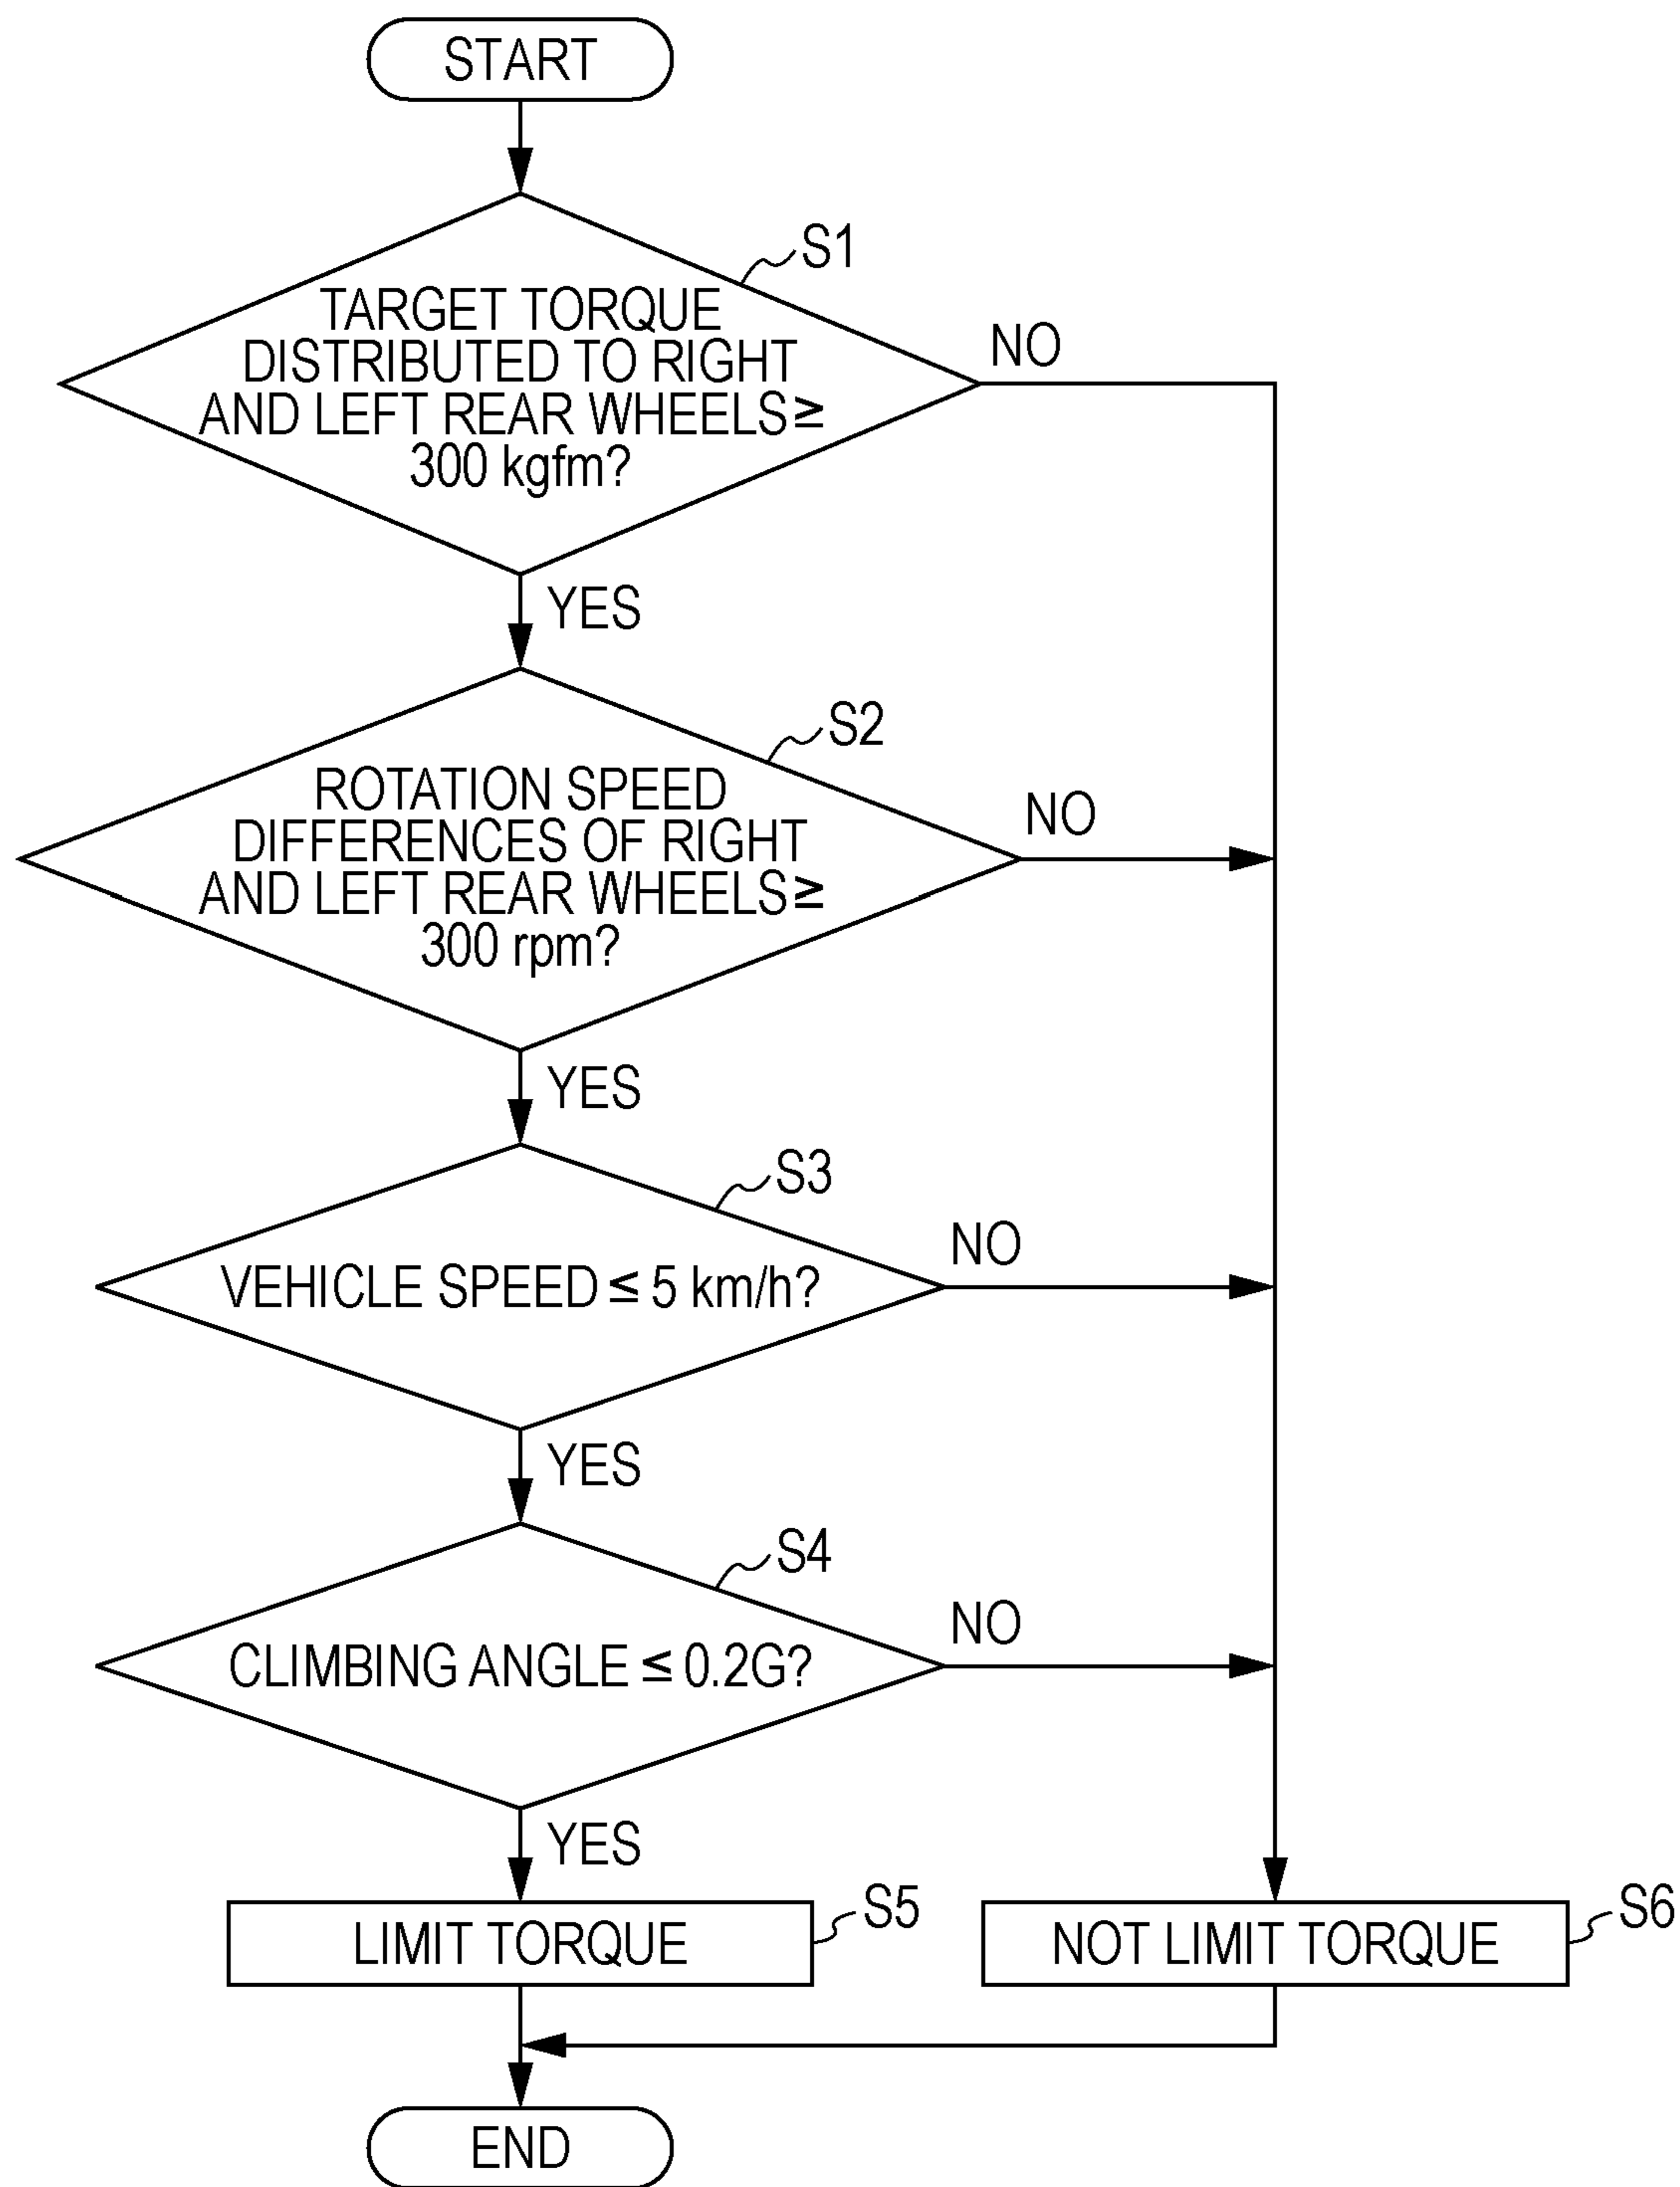 START
S1
TARGET TORQUE
DISTRIBUTED TO RIGHT
AND LEFT REAR WHEELS ≥
300 kgfm?
NO
YES
S2
ROTATION SPEED
DIFFERENCES OF RIGHT
AND LEFT REAR WHEELS ≥
300 rpm?
NO
YES
S3
VEHICLE SPEED ≤ 5 km/h?
NO
YES
S4
CLIMBING ANGLE ≤ 0.2G?
NO
YES
S5
LIMIT TORQUE
S6
NOT LIMIT TORQUE
END